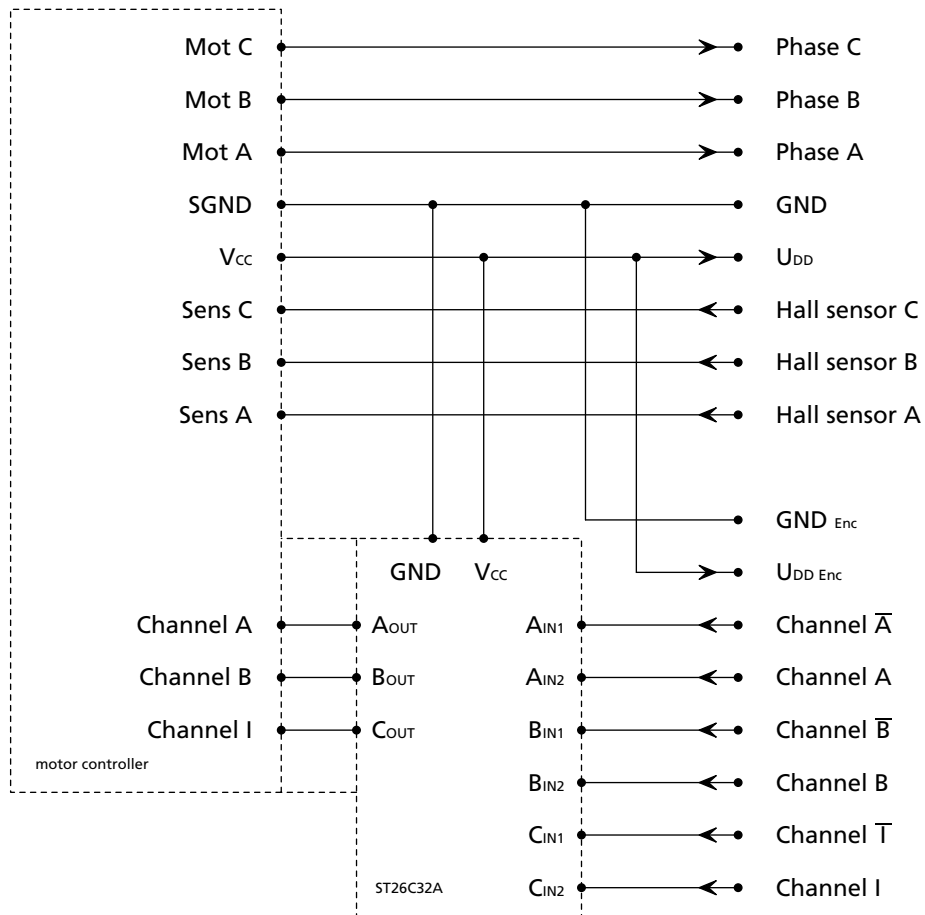 Mot C Phase C
Mot B Phase B
Mot A Phase A
SGND GND
Vcc UDD
Sens C Hall sensor C
Sens B Hall sensor B
Sens A Hall sensor A
GND Enc
GND Vcc UDD Enc
Channel A AOUT AIN1 Channel A̅
Channel B BOUT AIN2 Channel A
Channel I COUT BIN1 Channel B̅
motor controller
BIN2 Channel B
CIN1 Channel I̅
ST26C32A CIN2 Channel I